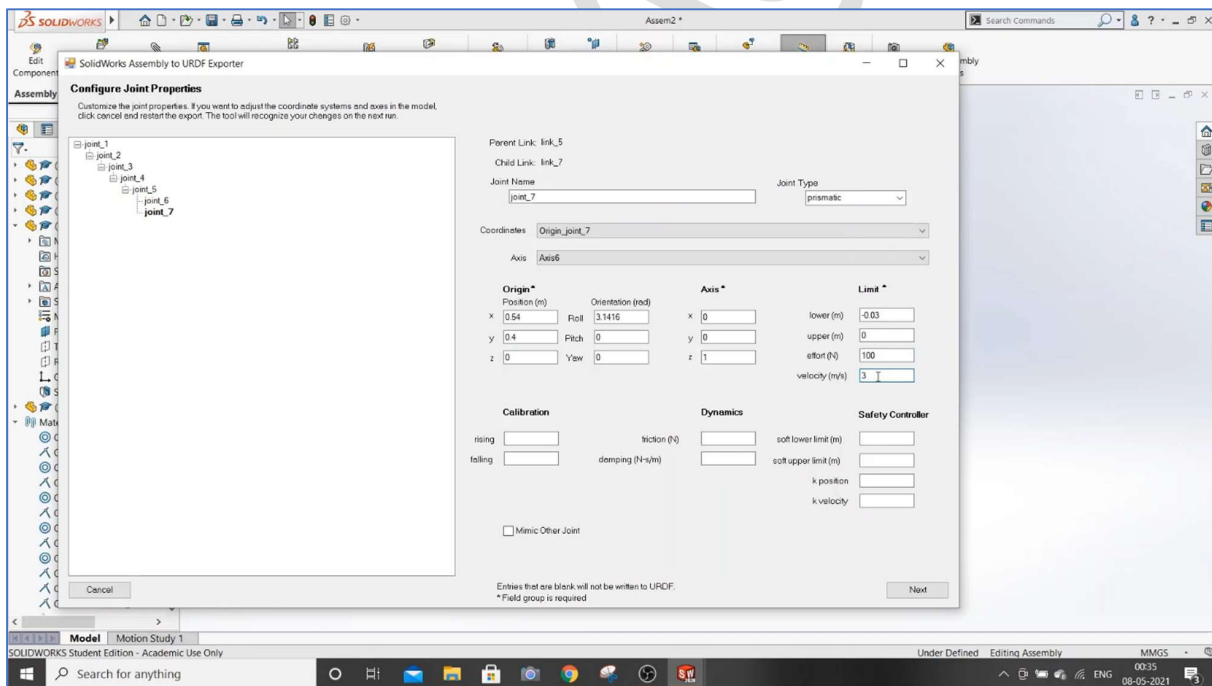 SOLIDWORKS
Assem2 *
Search Commands
Edit
Component
mbly
Assembly
SolidWorks Assembly to URDF Exporter
Configure Joint Properties
Customize the joint properties. If you want to adjust the coordinate systems and axes in the model,
click cancel and restart the export. The tool will recognize your changes on the next run.
joint_1
joint_2
joint_3
joint_4
joint_5
joint_6
joint_7
Parent Link: link_5
Child Link: link_7
Joint Name
Joint Type
joint_7
prismatic
Coordinates Origin_joint_7
Axis Axis6
Origin* Axis * Limit *
Position (m) Orientation (rad)
x 0.54 Roll 3.1416 x 0 lower (m) -0.03
y 0.4 Pitch 0 y 0 upper (m) 0
z 0 Yaw 0 z 1 effort (N) 100
velocity (m/s) 3
Calibration Dynamics Safety Controller
rising friction (N) soft lower limit (m)
falling damping (N-s/m) soft upper limit (m)
k position
k velocity
Mimic Other Joint
Entries that are blank will not be written to URDF.
* Field group is required
Cancel
Next
Mate
Model Motion Study 1
SOLIDWORKS Student Edition - Academic Use Only
Under Defined Editing Assembly MMGS
Search for anything
ENG
00:35
08-05-2021